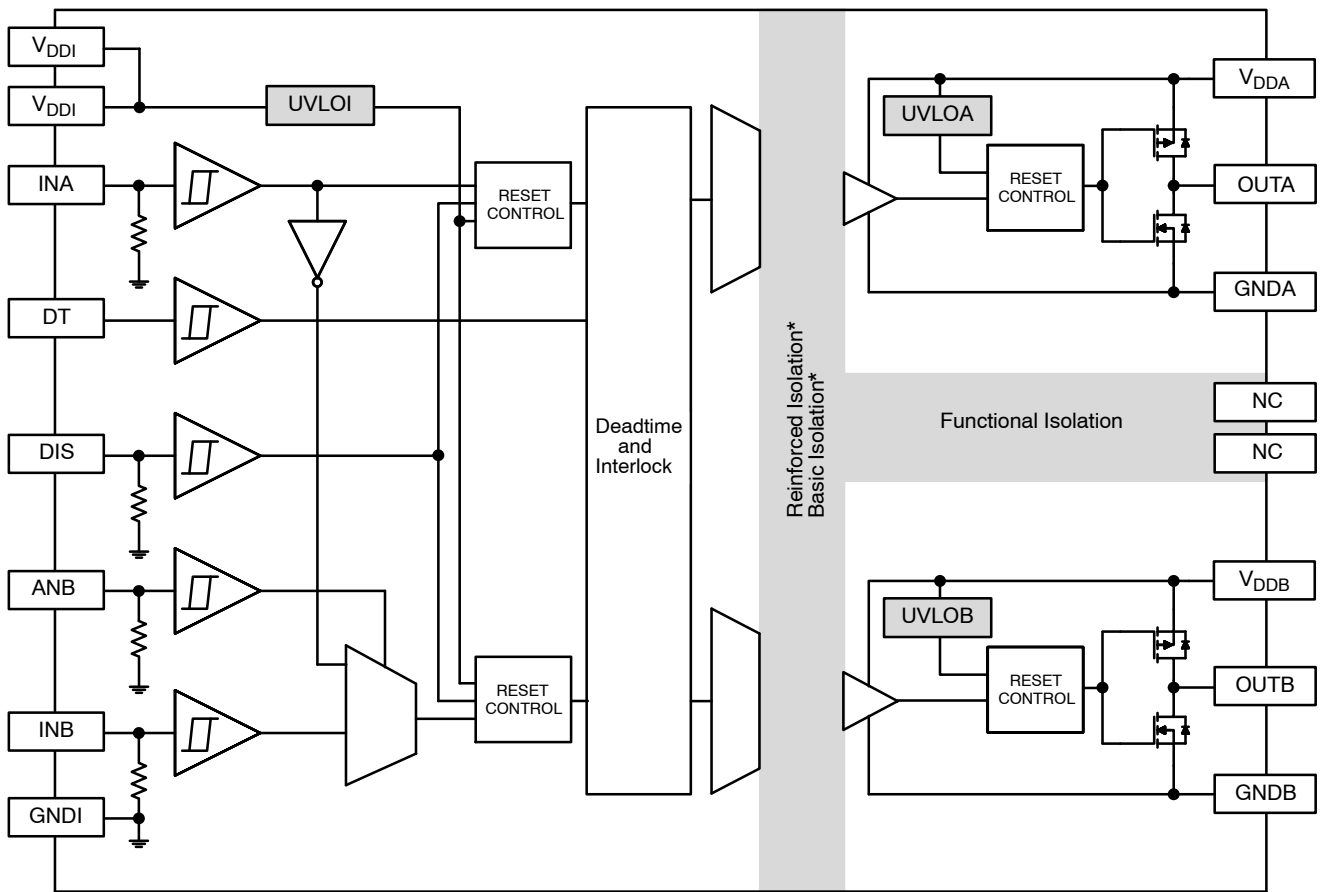 VDDI
VDDI
INA
DT
DIS
ANB
INB
GNDI
UVLOI
RESET
CONTROL
RESET
CONTROL
Deadtime
and
Interlock
Reinforced Isolation*
Basic Isolation*
UVLOA
RESET
CONTROL
VDDA
OUTA
GNDA
Functional Isolation
NC
NC
UVLOB
RESET
CONTROL
VDDB
OUTB
GNDB